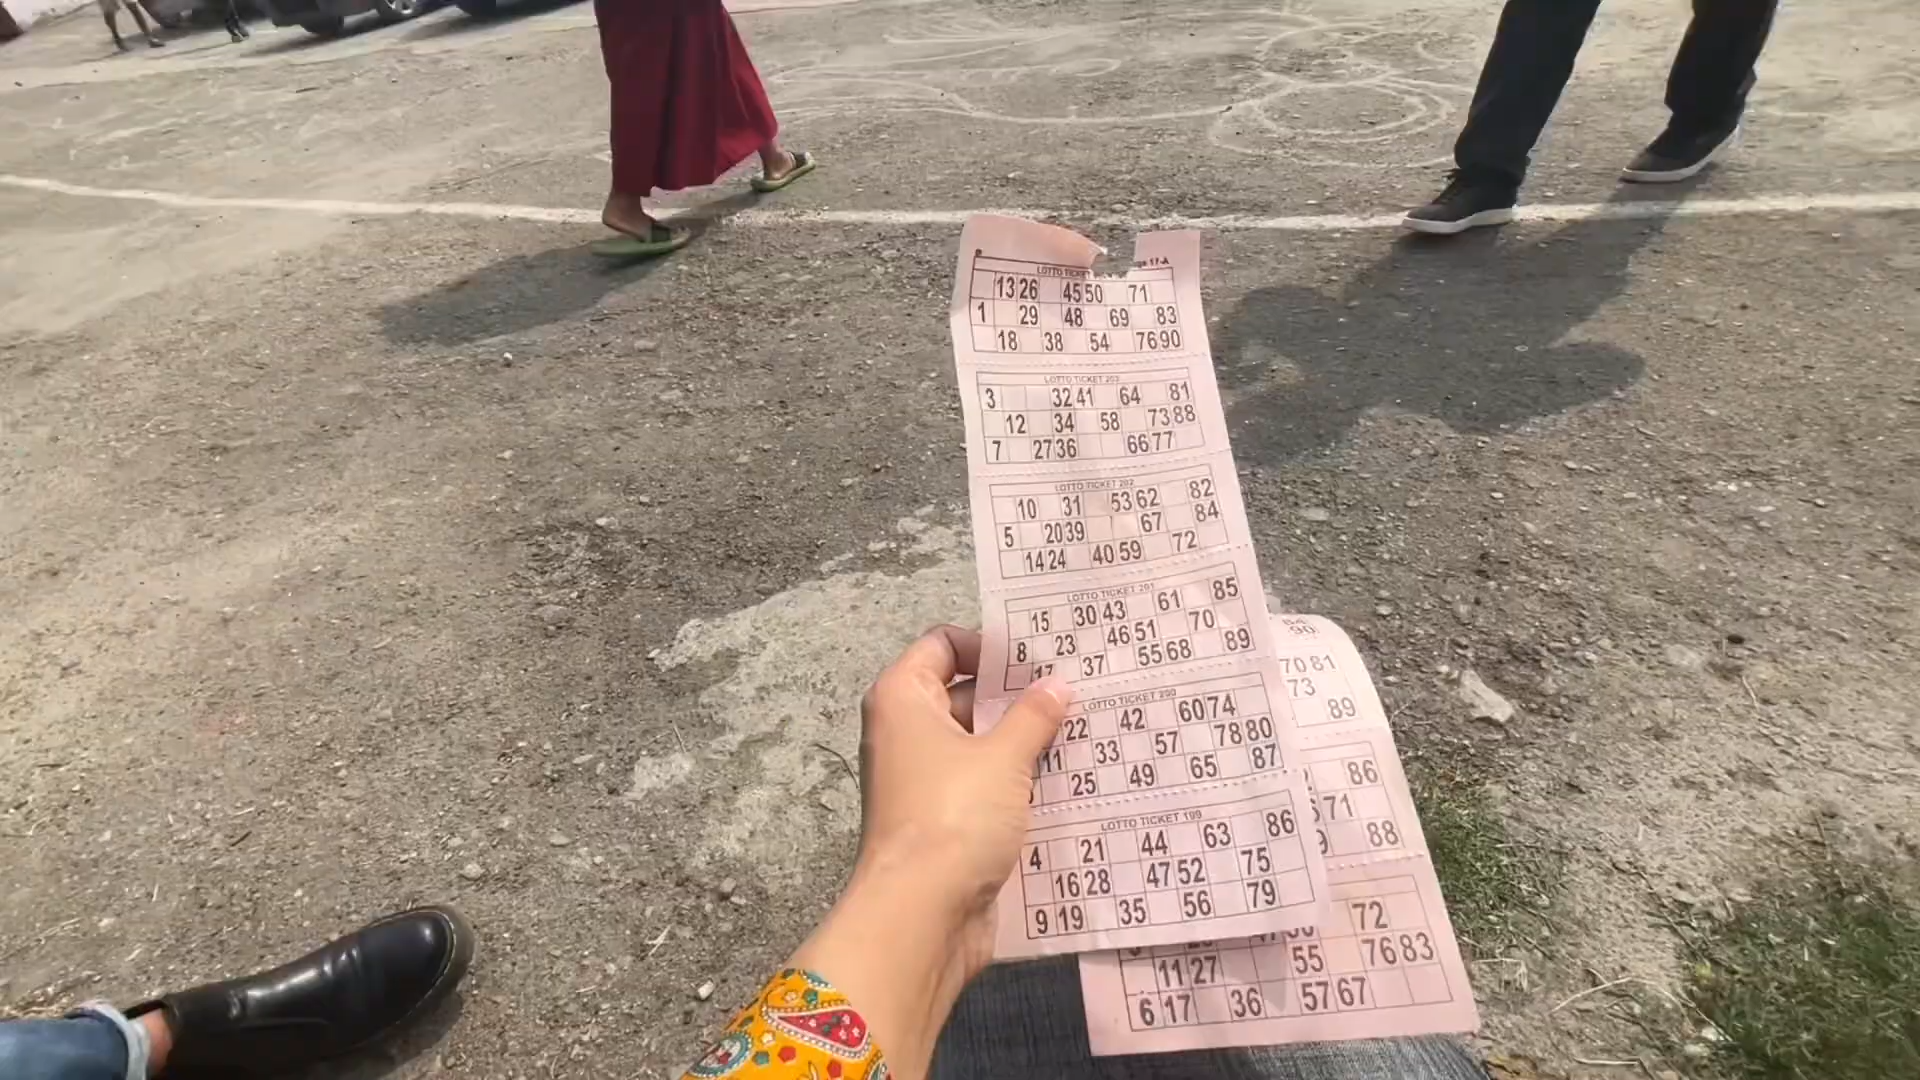 LOTTO TICKET
17-A
13 26 45 50 71
1 29 48 69 83
18 38 54 76 90
LOTTO TICKET 203
3 32 41 64 81
12 34 58 73 88
7 27 36 66 77
LOTTO TICKET 202
10 31 53 62 82
5 20 39 67 84
14 24 40 59 72
LOTTO TICKET 201
15 30 43 61 85
8 23 46 51 70
17 37 55 68 89
LOTTO TICKET 200
22 42 60 74
11 33 57 78 80
25 49 65 87
LOTTO TICKET 199
4 21 44 63 86
16 28 47 52 75
9 19 35 56 79
90
70 81
73
89
86
71
88
72
55 76 83
11 27
6 17 36 57 67